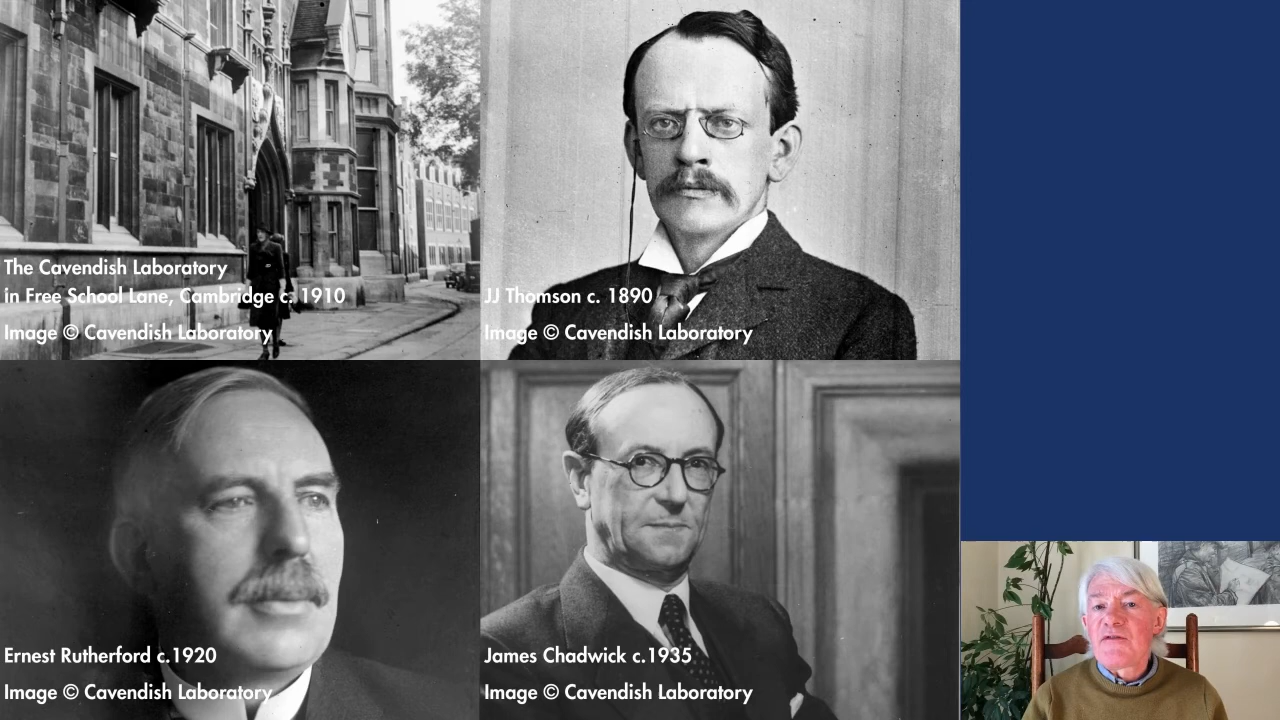 The Cavendish Laboratory
in Free School Lane, Cambridge c. 1910
Image © Cavendish Laboratory
JJ Thomson c. 1890
Image © Cavendish Laboratory
Ernest Rutherford c.1920
Image © Cavendish Laboratory
James Chadwick c.1935
Image © Cavendish Laboratory